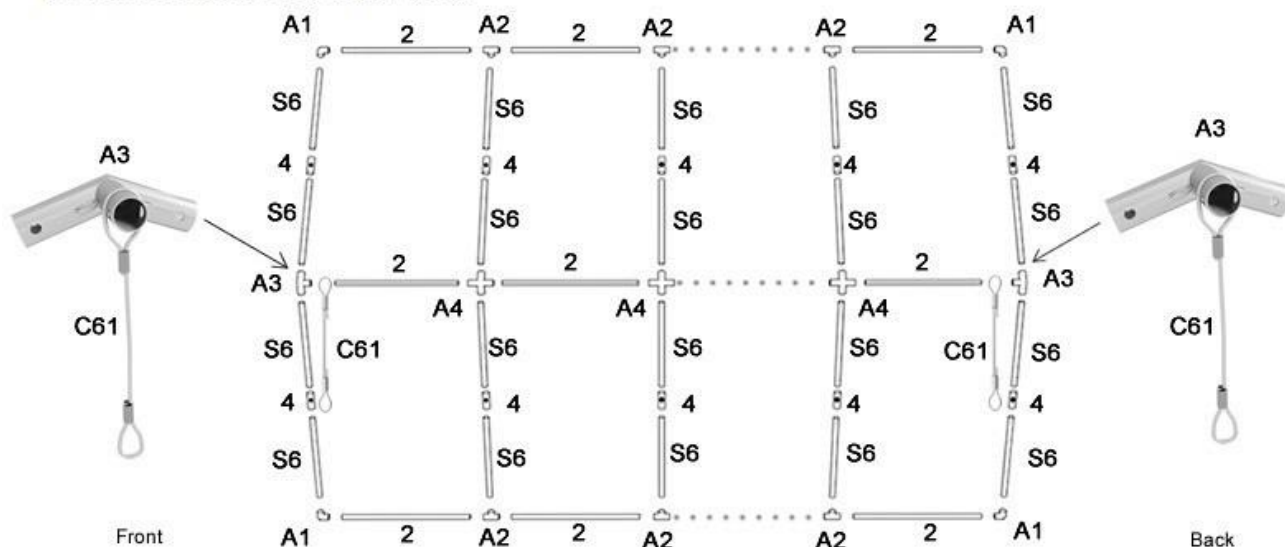 A1 2 A2 2 A2 A2 2 A1
S6 S6 S6 S6 S6
A3 A3
4 4 4 4 4
S6 S6 S6 S6 S6
2 2 2
A3 A4 A4 A4 A3
C61 S6 C61 S6 S6 S6 C61 S6 C61
4 4 4 4 4
S6 S6 S6 S6 S6
Front A1 2 A2 2 A2 A2 2 A1 Back